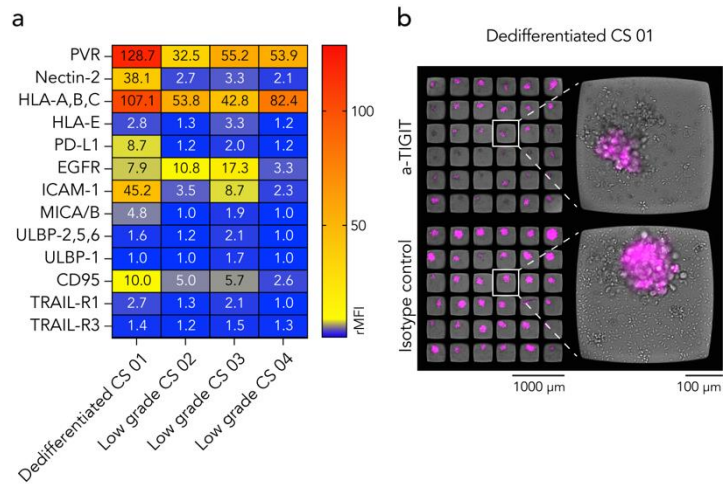 a
PVR 128.7 32.5 55.2 53.9
Nectin-2 38.1 2.7 3.3 2.1
HLA-A,B,C 107.1 53.8 42.8 82.4
HLA-E 2.8 1.3 3.3 1.2
PD-L1 8.7 1.2 2.0 1.2
EGFR 7.9 10.8 17.3 3.3
ICAM-1 45.2 3.5 8.7 2.3
MICA/B 4.8 1.0 1.9 1.0
ULBP-2,5,6 1.6 1.2 2.1 1.0
ULBP-1 1.0 1.0 1.7 1.0
CD95 10.0 5.0 5.7 2.6
TRAIL-R1 2.7 1.3 2.1 1.0
TRAIL-R3 1.4 1.2 1.5 1.3
Dedifferentiated CS 01
Low grade CS 02
Low grade CS 03
Low grade CS 04
100
50
rMFI
b
Dedifferentiated CS 01
a-TIGIT
Isotype control
1000 µm
100 µm